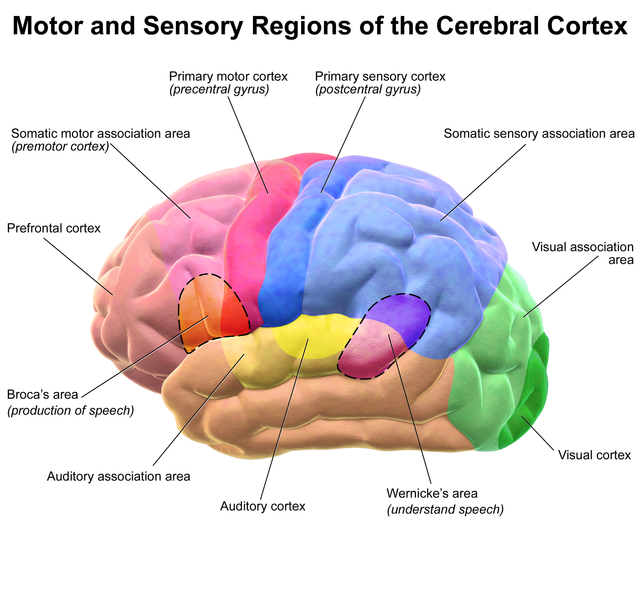 Motor and Sensory Regions of the Cerebral Cortex
Primary motor cortex
(precentral gyrus)
Primary sensory cortex
(postcentral gyrus)
Somatic motor association area
(premotor cortex)
Somatic sensory association area
Prefrontal cortex
Visual association
area
Broca's area
(production of speech)
Visual cortex
Auditory association area
Auditory cortex
Wernicke's area
(understand speech)